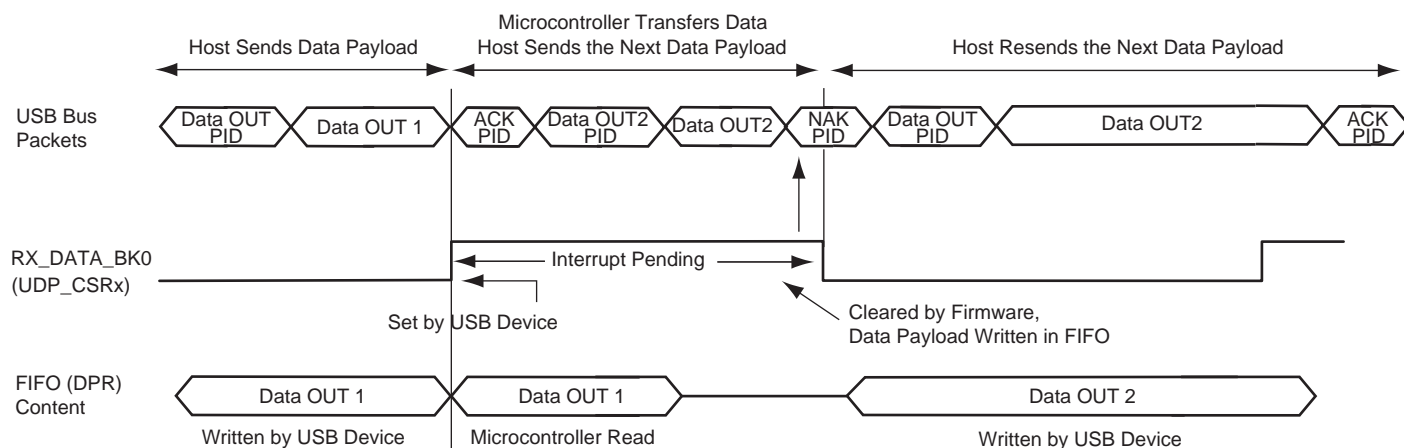 Microcontroller Transfers Data
Host Sends Data Payload
Host Sends the Next Data Payload
Host Resends the Next Data Payload
USB Bus
Packets
Data OUT
PID
Data OUT 1
ACK
PID
Data OUT2
PID
Data OUT2
NAK
PID
Data OUT
PID
Data OUT2
ACK
PID
RX_DATA_BK0
(UDP_CSRx)
Interrupt Pending
Set by USB Device
Cleared by Firmware,
Data Payload Written in FIFO
FIFO (DPR)
Content
Data OUT 1
Data OUT 1
Data OUT 2
Written by USB Device
Microcontroller Read
Written by USB Device